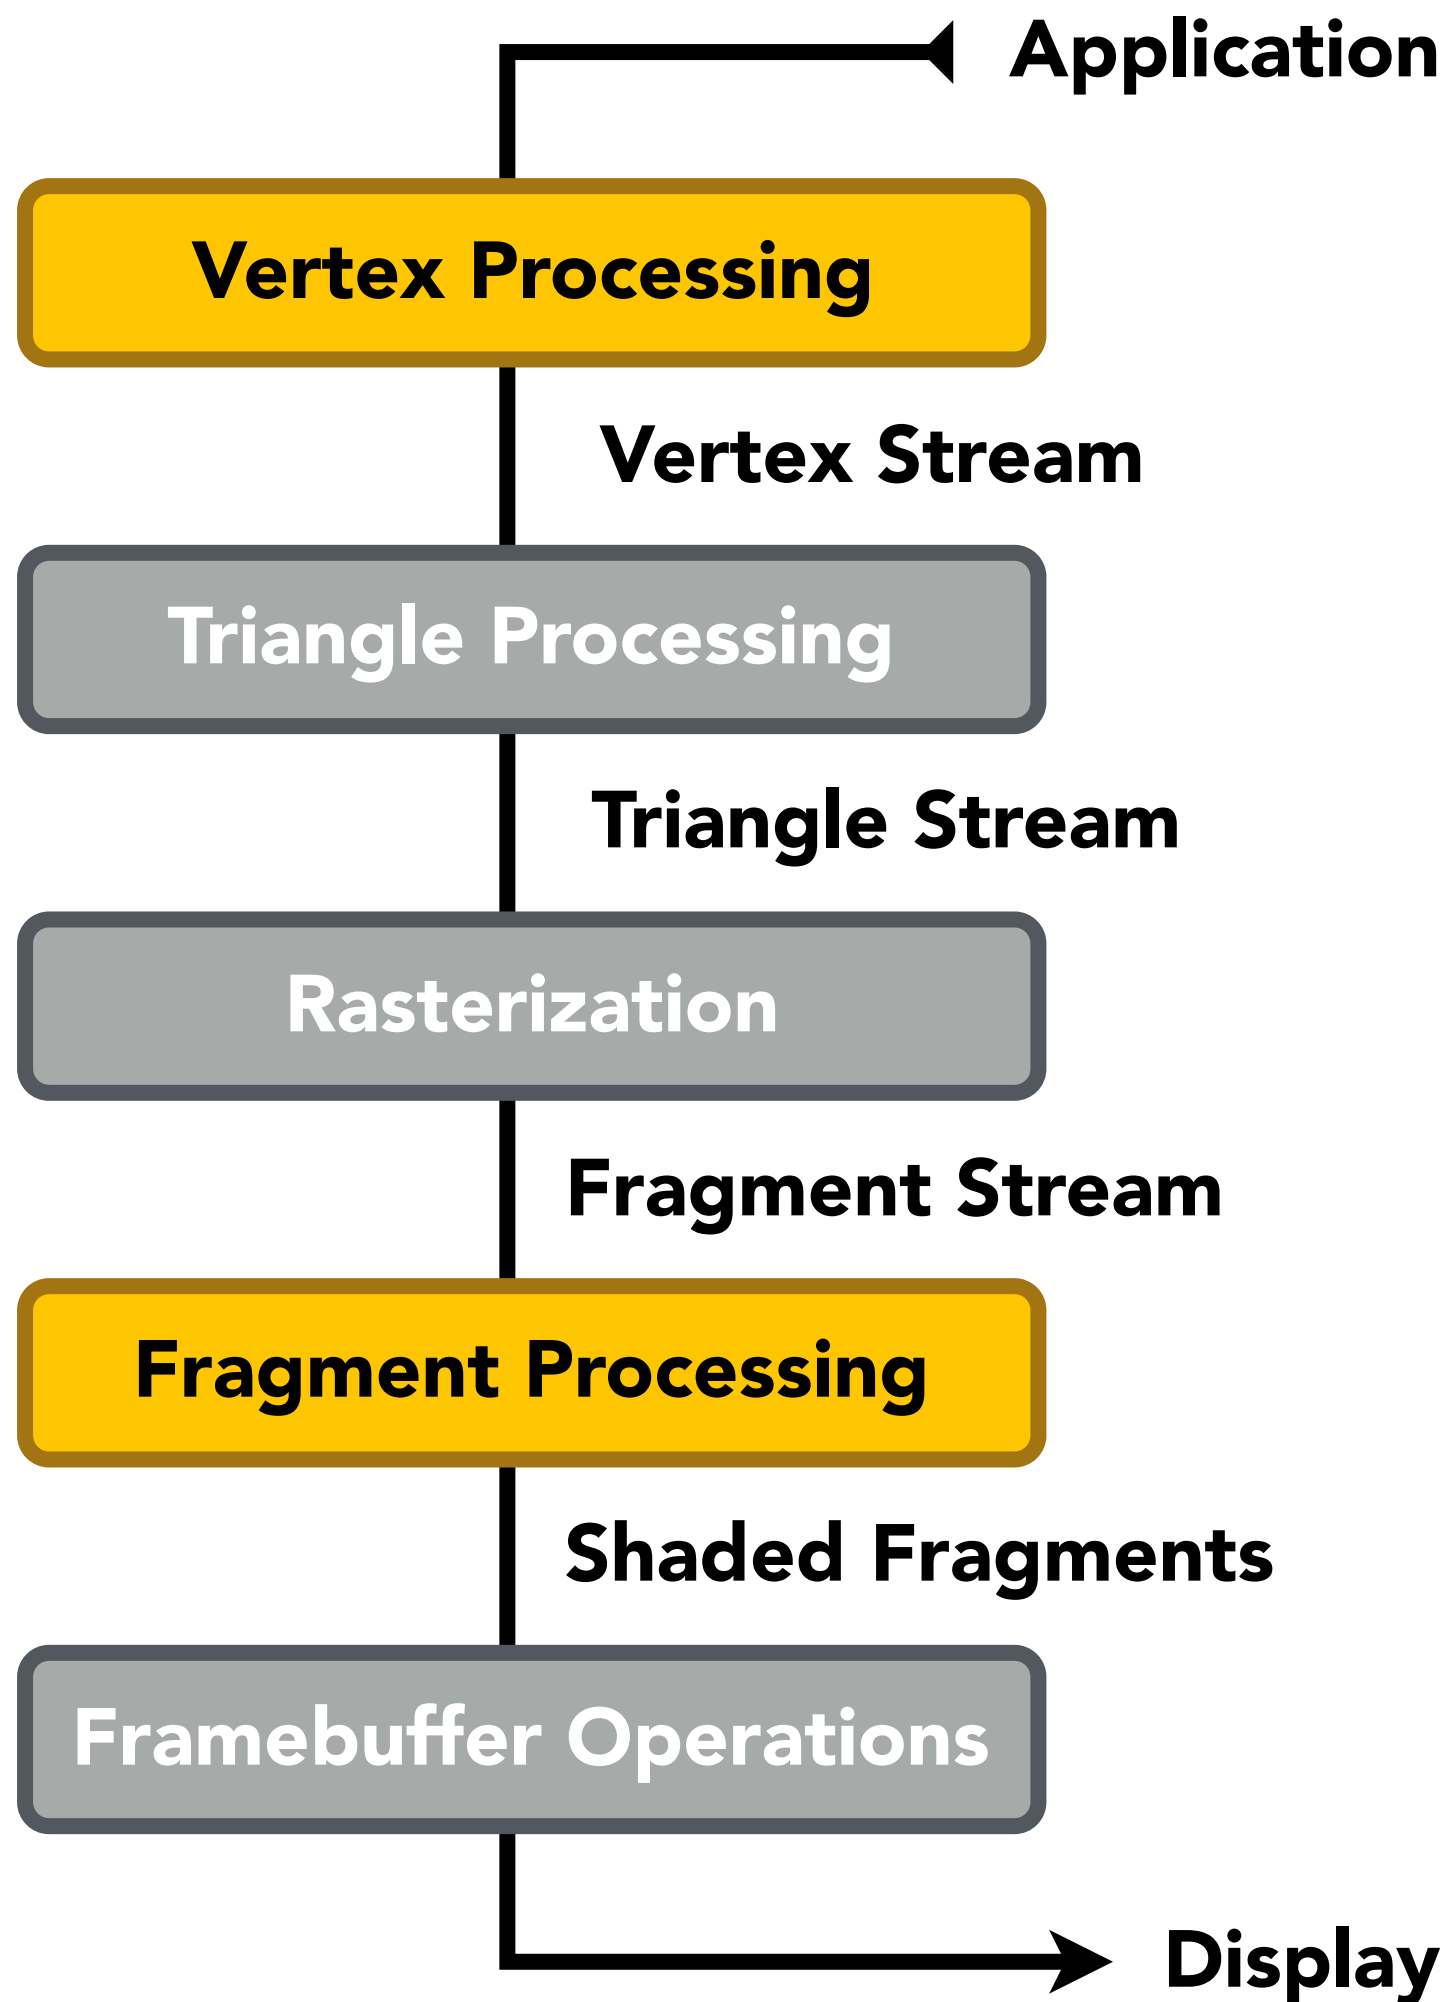 Application
Vertex Processing
Vertex Stream
Triangle Processing
Triangle Stream
Rasterization
Fragment Stream
Fragment Processing
Shaded Fragments
Framebuffer Operations
Display